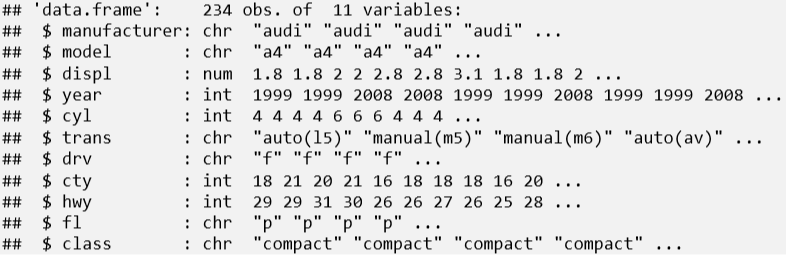 ## 'data.frame':    234 obs. of  11 variables:
##  $ manufacturer: chr  "audi" "audi" "audi" "audi" ...
##  $ model       : chr  "a4" "a4" "a4" "a4" ...
##  $ displ       : num  1.8 1.8 2 2 2.8 2.8 3.1 1.8 1.8 2 ...
##  $ year        : int  1999 1999 2008 2008 1999 1999 2008 1999 1999 2008 ...
##  $ cyl         : int  4 4 4 4 6 6 6 4 4 4 ...
##  $ trans       : chr  "auto(l5)" "manual(m5)" "manual(m6)" "auto(av)" ...
##  $ drv         : chr  "f" "f" "f" "f" ...
##  $ cty         : int  18 21 20 21 16 18 18 18 16 20 ...
##  $ hwy         : int  29 29 31 30 26 26 27 26 25 28 ...
##  $ fl          : chr  "p" "p" "p" "p" ...
##  $ class       : chr  "compact" "compact" "compact" "compact" ...